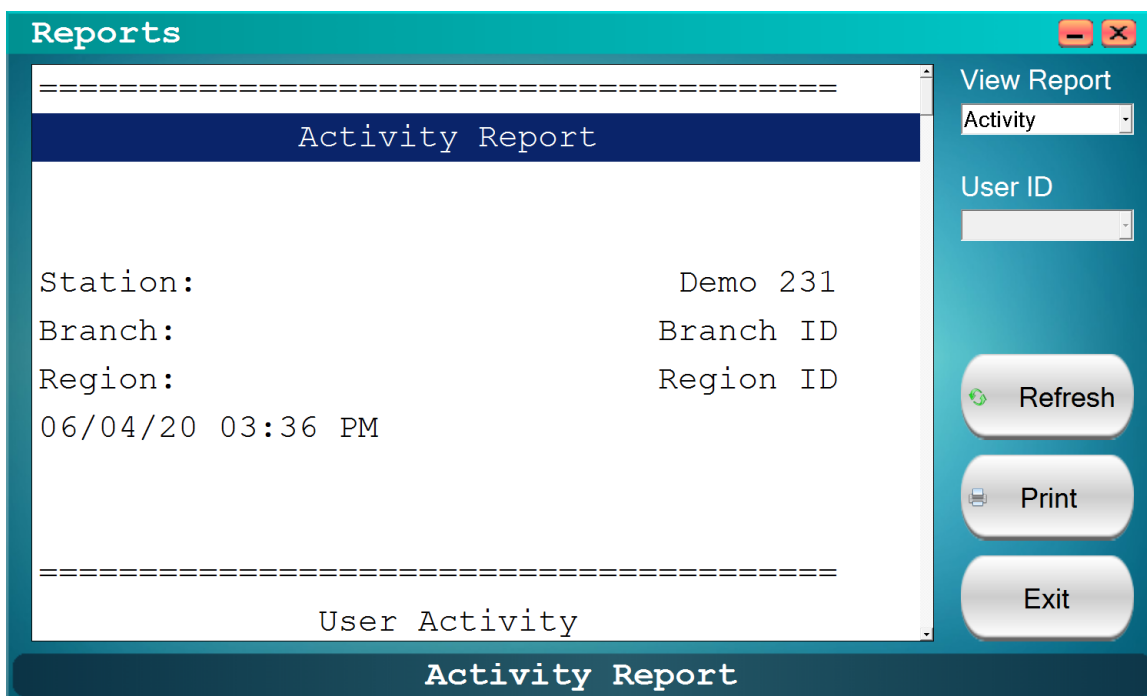 Reports
========================================
Activity Report
Station: Demo 231
Branch: Branch ID
Region: Region ID
06/04/20 03:36 PM
========================================
User Activity
View Report
Activity
User ID
Refresh
Print
Exit
Activity Report